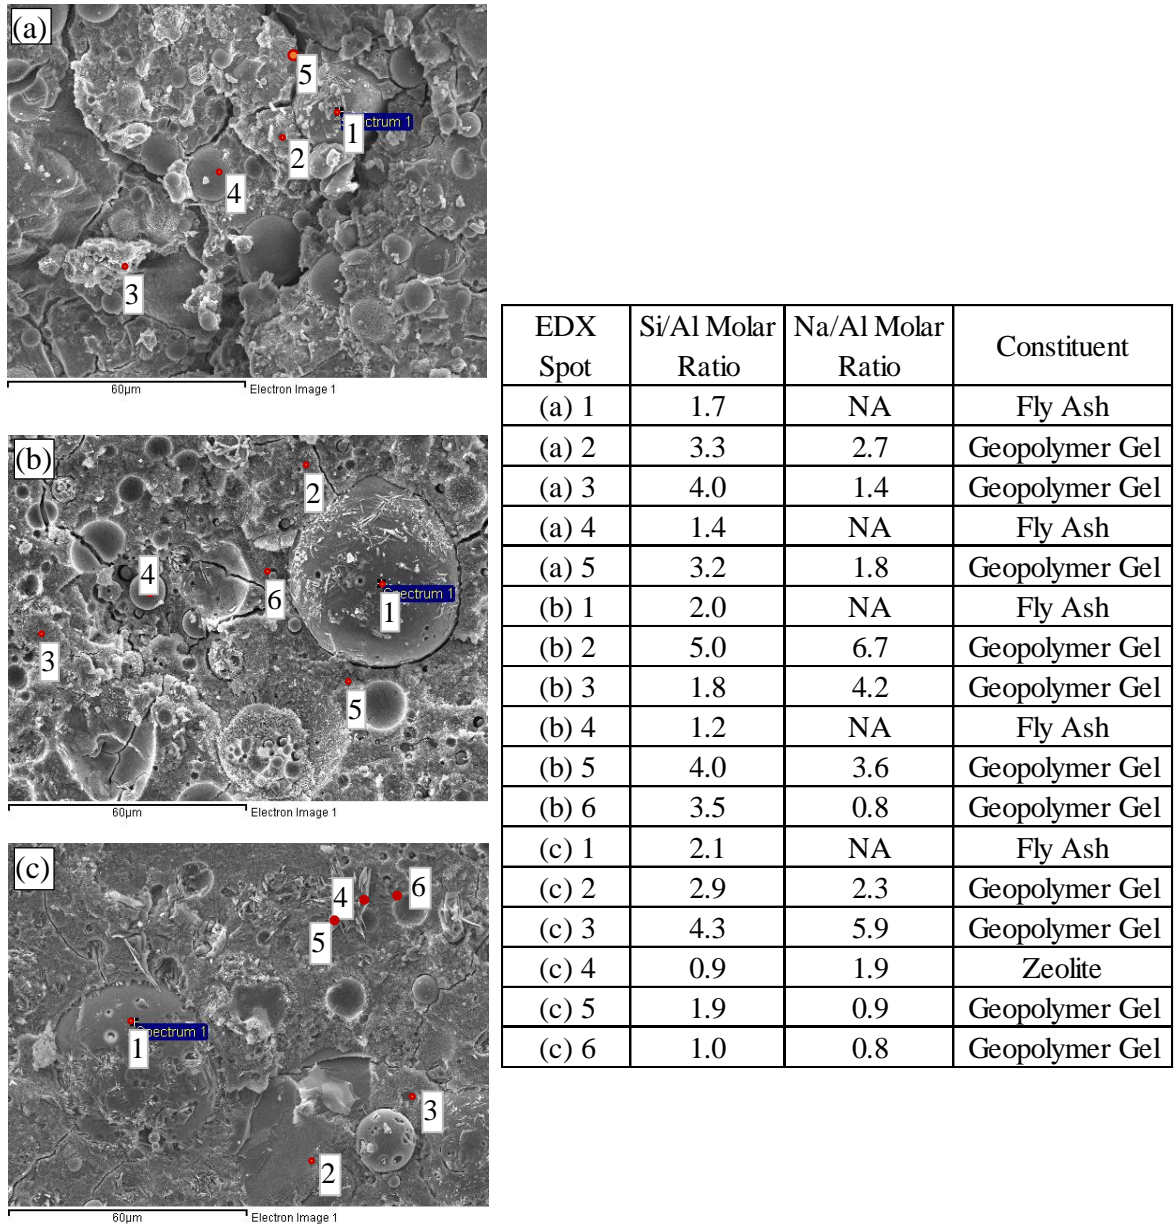 (a)
5
1
ectrum 1
2
4
3
60µm Electron Image 1
(b)
2
4
6
Spectrum 1
1
3
5
60µm Electron Image 1
(c)
4
6
5
Spectrum 1
1
3
2
60µm Electron Image 1
EDX Spot Si/Al Molar Ratio Na/Al Molar Ratio Constituent
(a) 1 1.7 NA Fly Ash
(a) 2 3.3 2.7 Geopolymer Gel
(a) 3 4.0 1.4 Geopolymer Gel
(a) 4 1.4 NA Fly Ash
(a) 5 3.2 1.8 Geopolymer Gel
(b) 1 2.0 NA Fly Ash
(b) 2 5.0 6.7 Geopolymer Gel
(b) 3 1.8 4.2 Geopolymer Gel
(b) 4 1.2 NA Fly Ash
(b) 5 4.0 3.6 Geopolymer Gel
(b) 6 3.5 0.8 Geopolymer Gel
(c) 1 2.1 NA Fly Ash
(c) 2 2.9 2.3 Geopolymer Gel
(c) 3 4.3 5.9 Geopolymer Gel
(c) 4 0.9 1.9 Zeolite
(c) 5 1.9 0.9 Geopolymer Gel
(c) 6 1.0 0.8 Geopolymer Gel